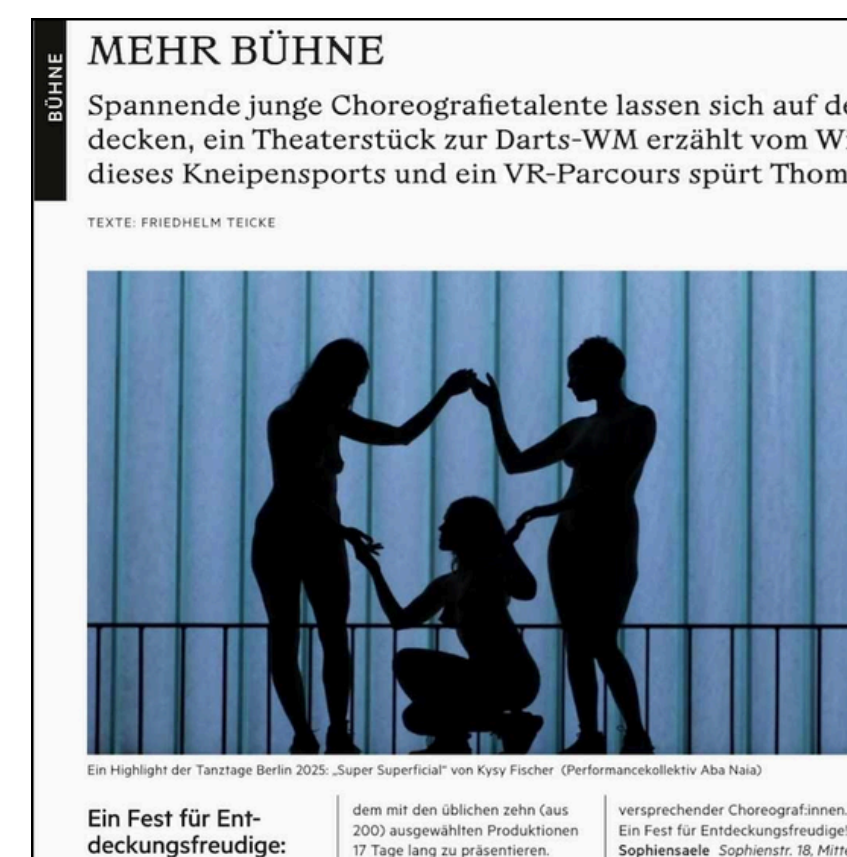 BÜHNE
MEHR BÜHNE
Spannende junge Choreografietalente lassen sich auf de
decken, ein Theaterstück zur Darts-WM erzählt vom Wi
dieses Kneipensports und ein VR-Parcours spürt Thom
TEXTE: FRIEDHELM TEICKE
Ein Highlight der Tanztage Berlin 2025: „Super Superficial“ von Kysy Fischer (Performancekollektiv Aba Naia)
Ein Fest für Ent-
deckungsfreudige:
dem mit den üblichen zehn (aus
200) ausgewählten Produktionen
17 Tage lang zu präsentieren.
versprechender Choreograf:innen.
Ein Fest für Entdeckungsfreudige!
Sophiensaele Sophienstr. 18, Mitte